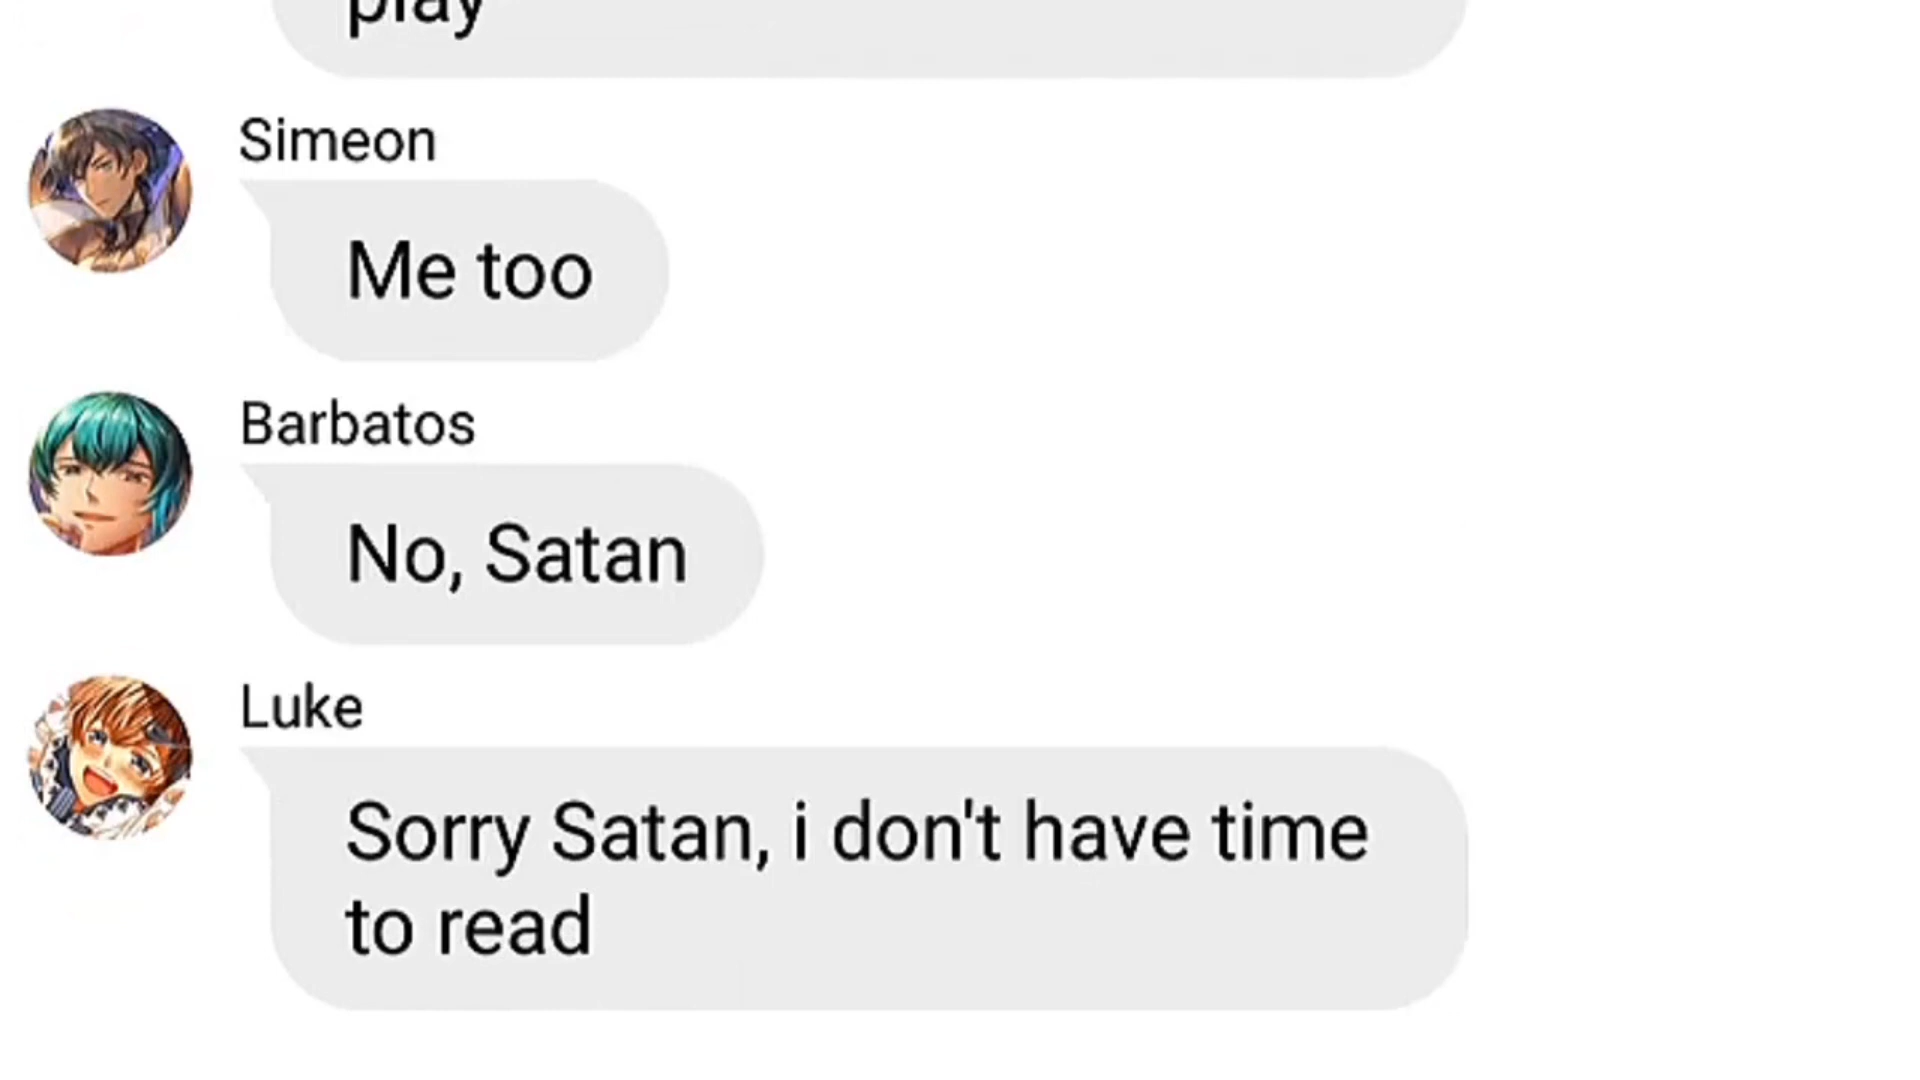 play
Simeon
Me too
Barbatos
No, Satan
Luke
Sorry Satan, i don't have time
to read